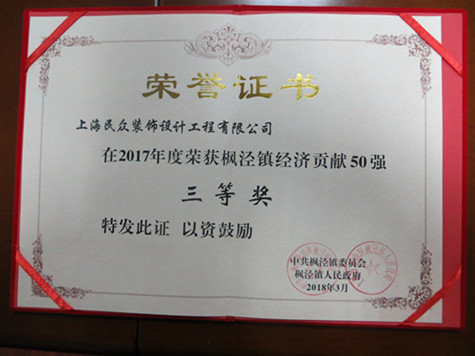 荣誉证书
上海民众装饰设计工程有限公司
在2017年度荣获枫泾镇经济贡献50强
三等奖
特发此证 以资鼓励
中共枫泾镇委员会
枫泾镇人民政府
2018年3月